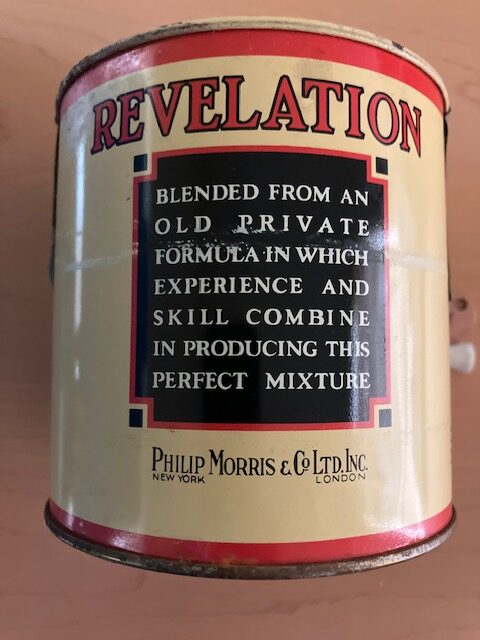 REVELATION
BLENDED FROM AN
OLD PRIVATE
FORMULA IN WHICH
EXPERIENCE AND
SKILL COMBINE
IN PRODUCING THIS
PERFECT MIXTURE
PHILIP MORRIS & Co LTD. INC.
NEW YORK LONDON